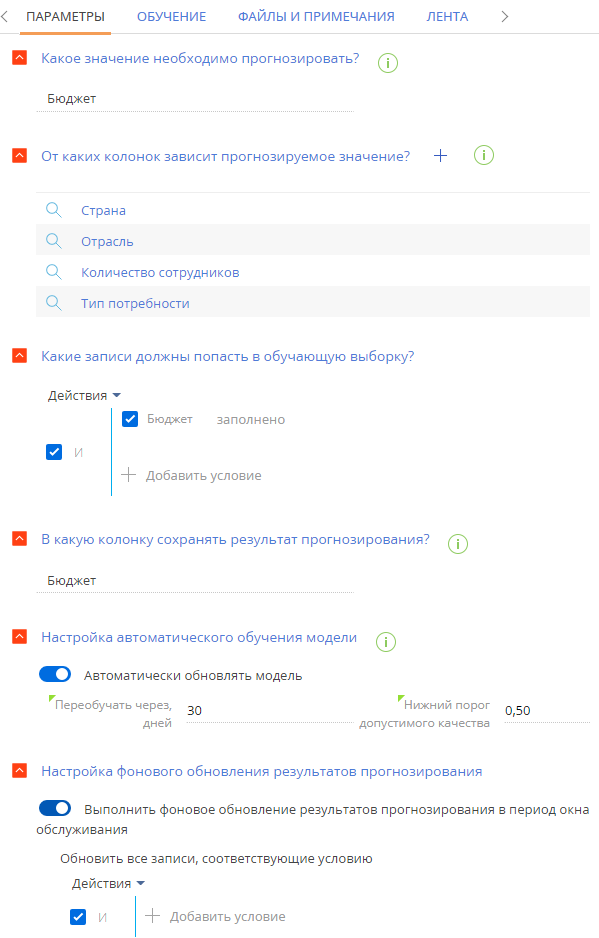 ПАРАМЕТРЫ ОБУЧЕНИЕ ФАЙЛЫ И ПРИМЕЧАНИЯ ЛЕНТА
Какое значение необходимо прогнозировать?
Бюджет
От каких колонок зависит прогнозируемое значение?
Страна
Отрасль
Количество сотрудников
Тип потребности
Какие записи должны попасть в обучающую выборку?
Действия
Бюджет заполнено
И
Добавить условие
В какую колонку сохранять результат прогнозирования?
Бюджет
Настройка автоматического обучения модели
Автоматически обновлять модель
Переобучать через, дней 30
Нижний порог допустимого качества 0,50
Настройка фонового обновления результатов прогнозирования
Выполнить фоновое обновление результатов прогнозирования в период окна
обслуживания
Обновить все записи, соответствующие условию
Действия
И Добавить условие